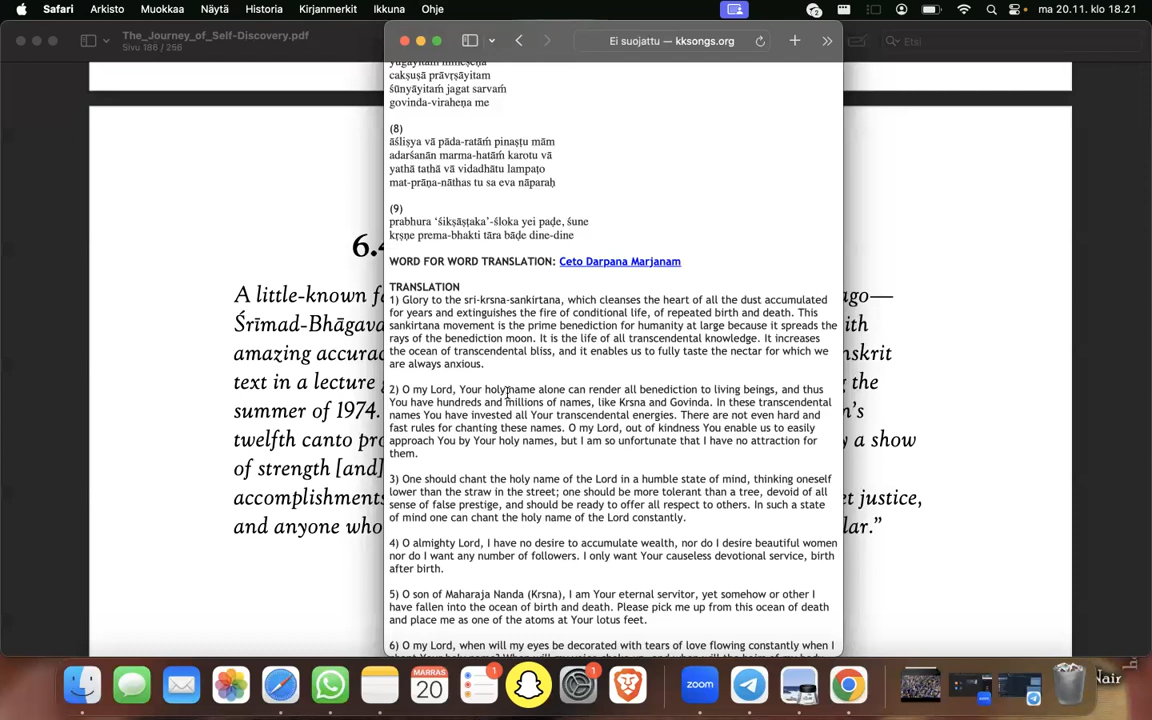 Safari Arkisto Muokkaa Näytä Historia Kirjanmerkit Ikkuna Ohje
2
ma 20.11. klo 18.21
The_Journey_of_Self-Discovery.pdf
Sivu 186 / 256
Ei suojattu — kksongs.org
Etsi
cakṣuṣā prāvṛṣāyitam
śūnyāyitaḿ jagat sarvaḿ
govinda-viraheṇa me
(8)
āśliṣya vā pāda-ratāḿ pinaṣṭu mām
adarśanān marma-hatāḿ karotu vā
yathā tathā vā vidadhātu lampaṭo
mat-prāṇa-nāthas tu sa eva nāparaḥ
(9)
prabhura ‘śikṣāṣṭaka’-śloka yei paḍe, śune
kṛṣṇe prema-bhakti tāra bāḍe dine-dine
WORD FOR WORD TRANSLATION: Ceto Darpana Marjanam
TRANSLATION
1) Glory to the sri-krsna-sankirtana, which cleanses the heart of all the dust accumulated
for years and extinguishes the fire of conditional life, of repeated birth and death. This
sankirtana movement is the prime benediction for humanity at large because it spreads the
rays of the benediction moon. It is the life of all transcendental knowledge. It increases
the ocean of transcendental bliss, and it enables us to fully taste the nectar for which we
are always anxious.
2) O my Lord, Your holy name alone can render all benediction to living beings, and thus
You have hundreds and millions of names, like Krsna and Govinda. In these transcendental
names You have invested all Your transcendental energies. There are not even hard and
fast rules for chanting these names. O my Lord, out of kindness You enable us to easily
approach You by Your holy names, but I am so unfortunate that I have no attraction for
them.
3) One should chant the holy name of the Lord in a humble state of mind, thinking oneself
lower than the straw in the street; one should be more tolerant than a tree, devoid of all
sense of false prestige, and should be ready to offer all respect to others. In such a state
of mind one can chant the holy name of the Lord constantly.
4) O almighty Lord, I have no desire to accumulate wealth, nor do I desire beautiful women
nor do I want any number of followers. I only want Your causeless devotional service, birth
after birth.
5) O son of Maharaja Nanda (Krsna), I am Your eternal servitor, yet somehow or other I
have fallen into the ocean of birth and death. Please pick me up from this ocean of death
and place me as one of the atoms at Your lotus feet.
6) O my Lord, when will my eyes be decorated with tears of love flowing constantly when I
6.
A little-known ago—
Śrīmad-Bhāgava ith
amazing accurac nskrit
text in a lecture the
summer of 1974. m’s
twelfth canto pro y a show
of strength [and]
accomplishments et justice,
and anyone who lar.”
MARRAS
20
1
1
zoom
Nair